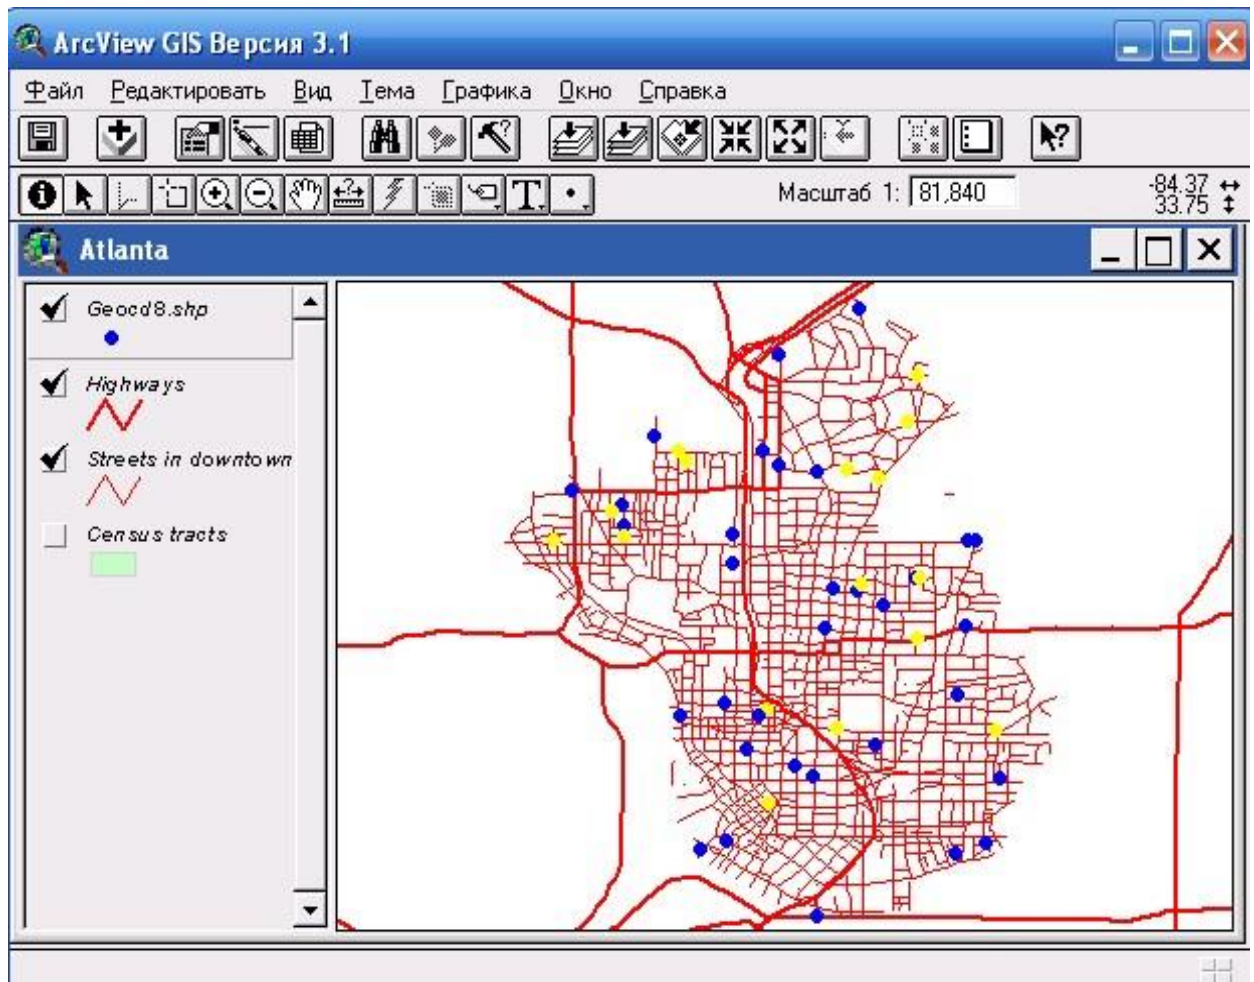 ArcView GIS Версия 3.1
Файл Редактировать Вид Тема Графика Окно Справка
Масштаб 1: 81,840
-84.37
33.75
Atlanta
Geocd8.shp
Highways
Streets in downtown
Census tracts